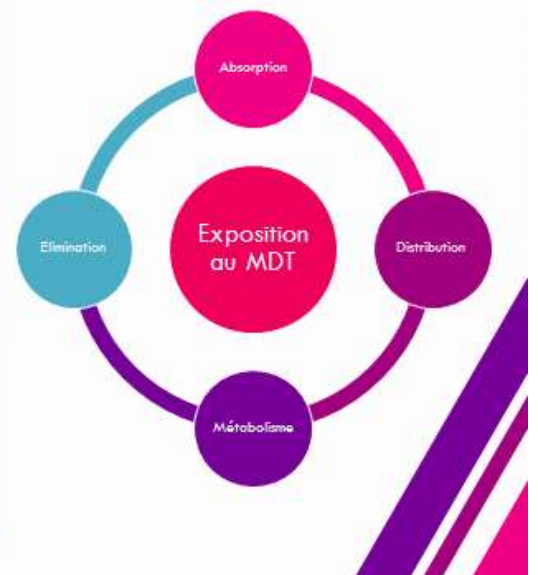 Absorption
Exposition
au MDT
Elimination
Distribution
Métabolisme